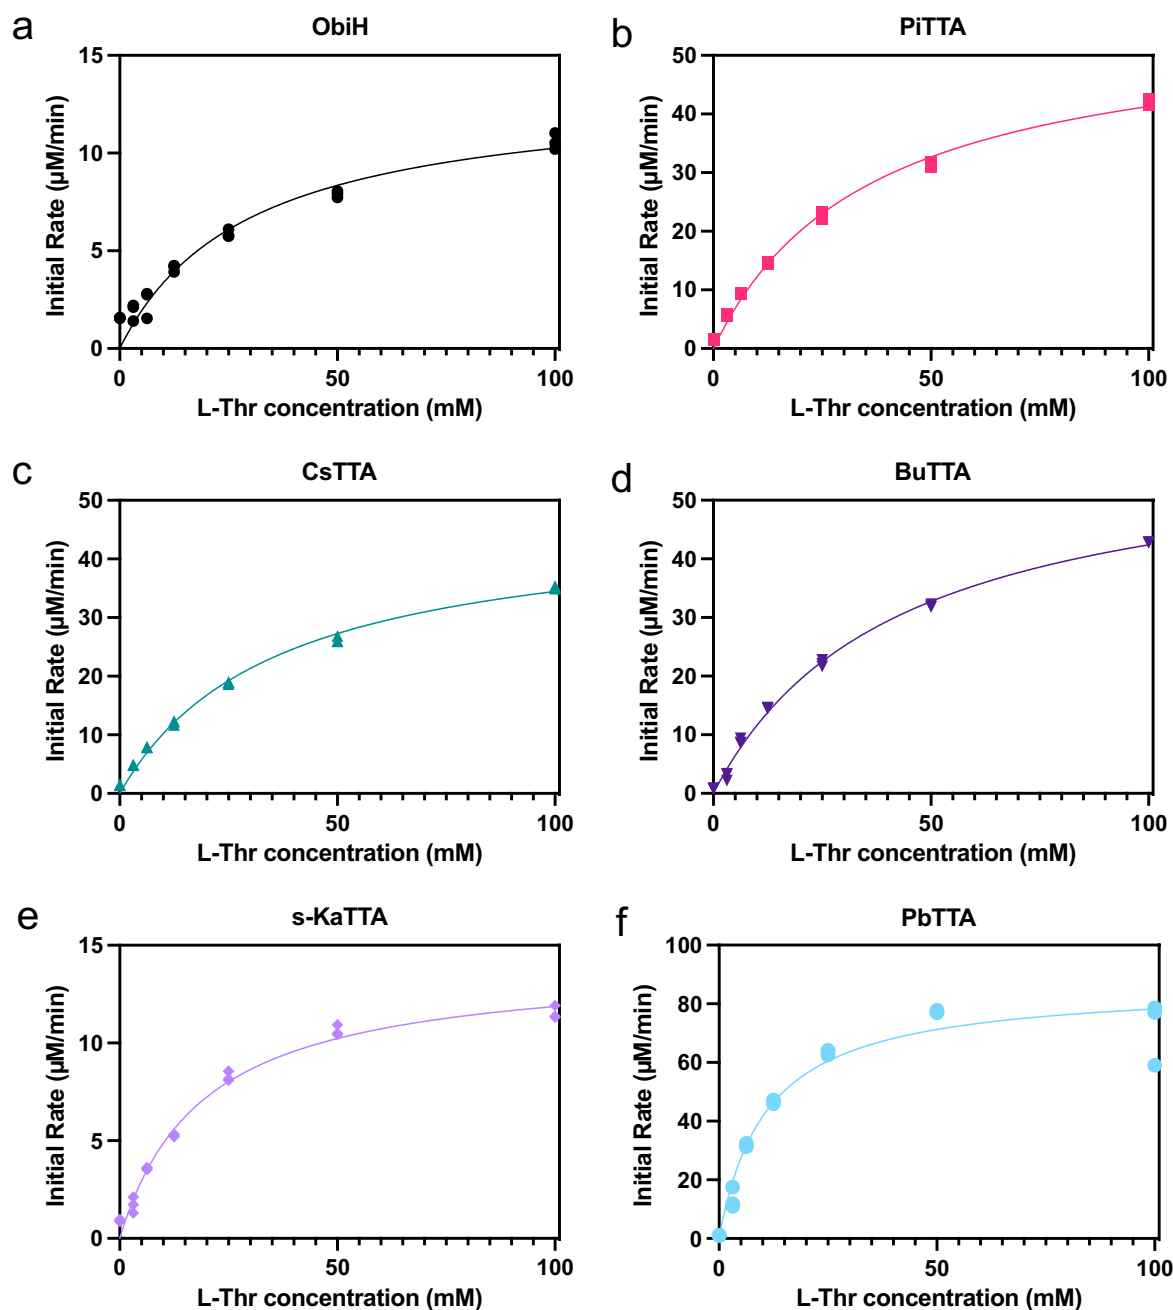 a
ObiH
15
10
5
0
Initial Rate (µM/min)
0 50 100
L-Thr concentration (mM)
b
PiTTA
50
40
30
20
10
0
Initial Rate (µM/min)
0 50 100
L-Thr concentration (mM)
c
CsTTA
50
40
30
20
10
0
Initial Rate (µM/min)
0 50 100
L-Thr concentration (mM)
d
BuTTA
50
40
30
20
10
0
Initial Rate (µM/min)
0 50 100
L-Thr concentration (mM)
e
s-KaTTA
15
10
5
0
Initial Rate (µM/min)
0 50 100
L-Thr concentration (mM)
f
PbTTA
100
80
60
40
20
0
Initial Rate (µM/min)
0 50 100
L-Thr concentration (mM)